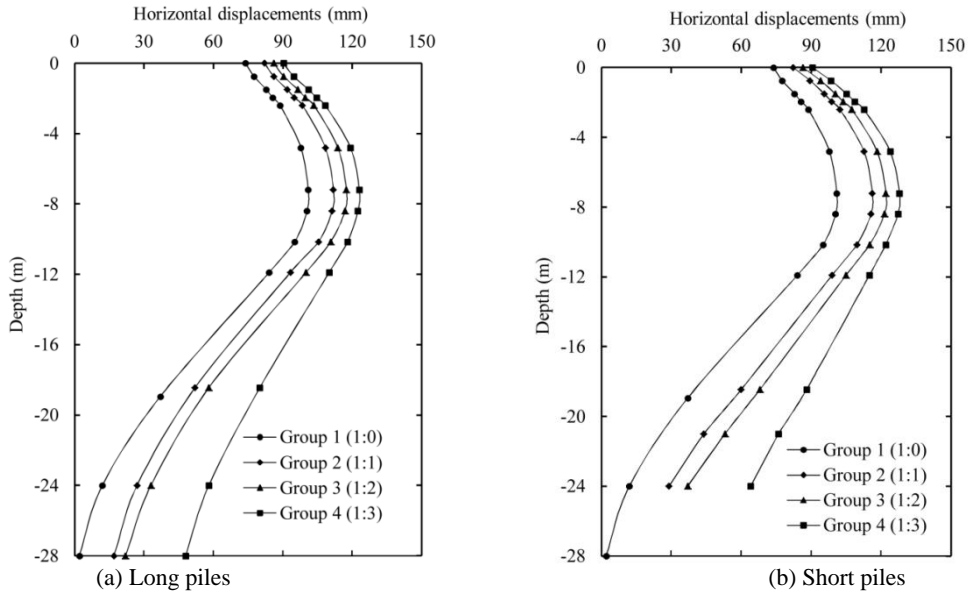 Horizontal displacements (mm)
0 30 60 90 120 150
0
-4
-8
-12
-16
-20
-24
-28
Depth (m)
Group 1 (1:0)
Group 2 (1:1)
Group 3 (1:2)
Group 4 (1:3)
(a) Long piles
Horizontal displacements (mm)
0 30 60 90 120 150
0
-4
-8
-12
-16
-20
-24
-28
Depth (m)
Group 1 (1:0)
Group 2 (1:1)
Group 3 (1:2)
Group 4 (1:3)
(b) Short piles